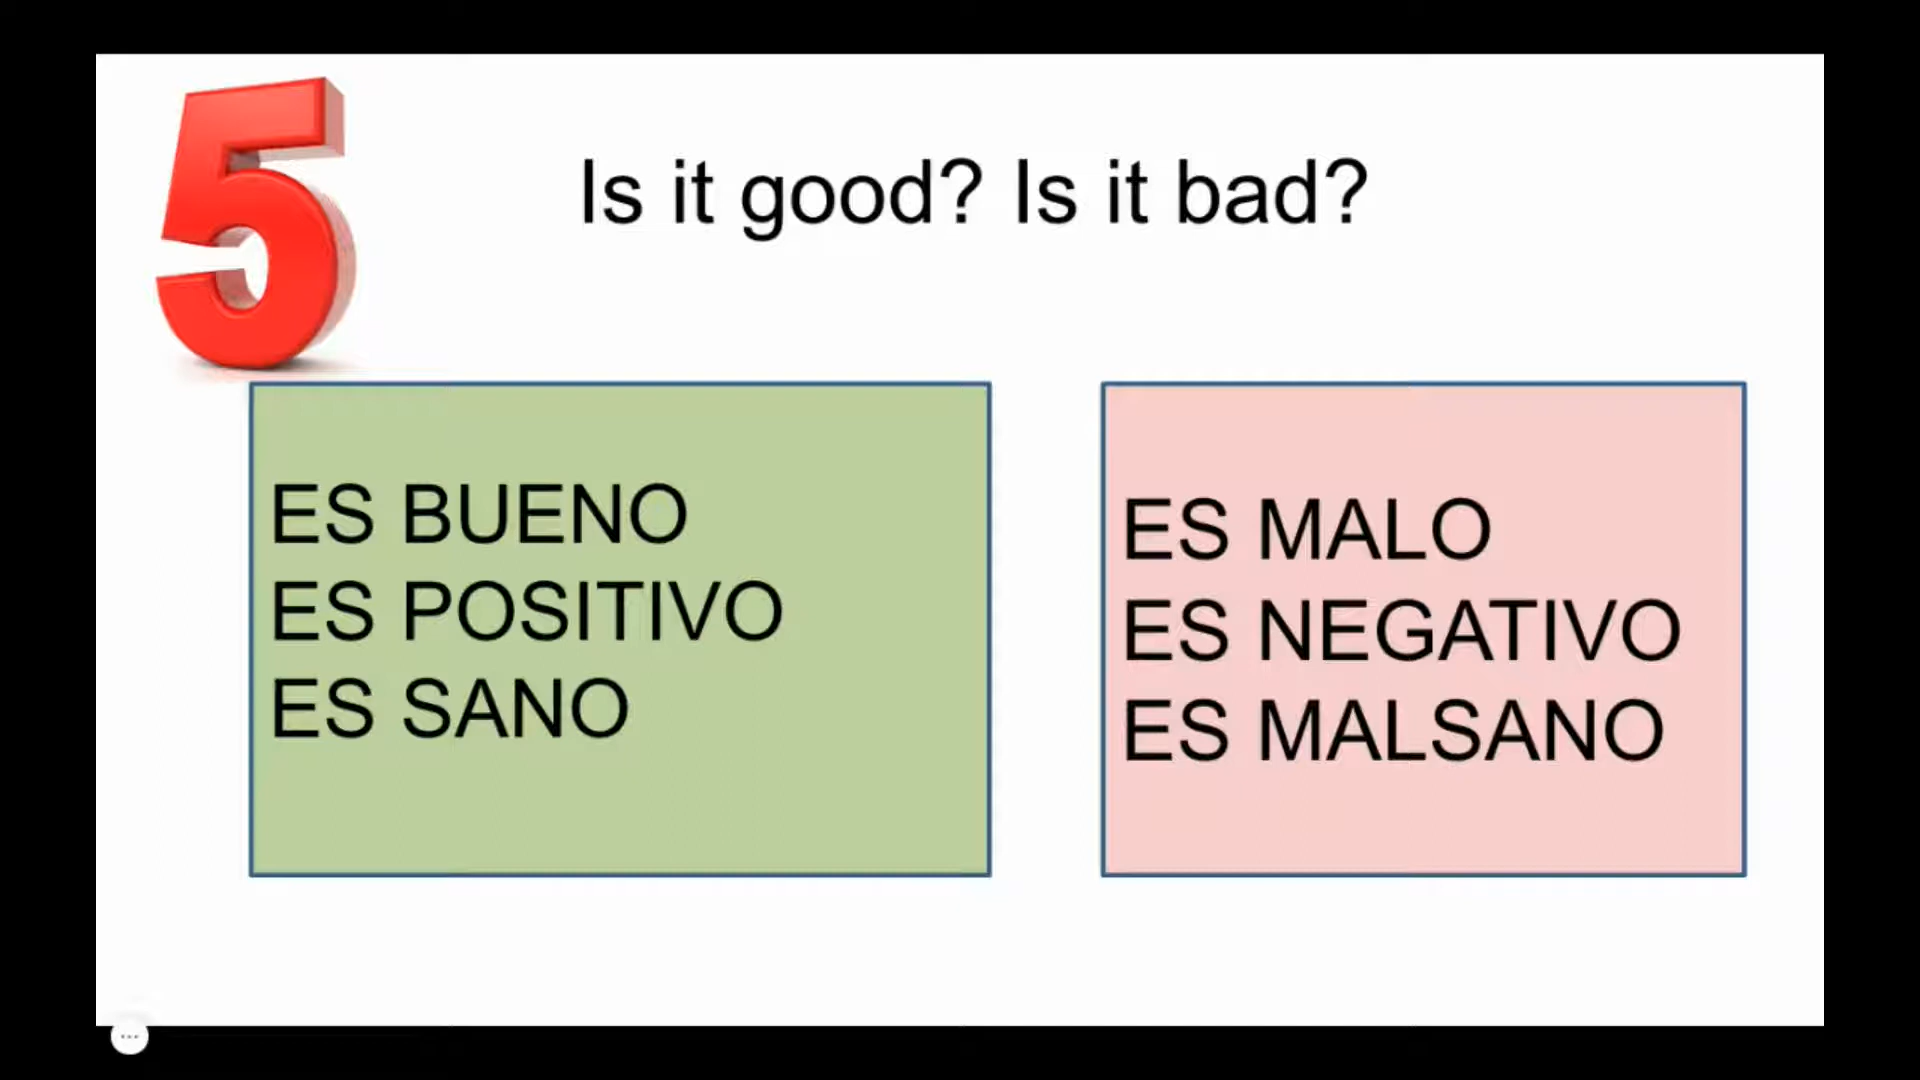 5
Is it good? Is it bad?
ES BUENO
ES POSITIVO
ES SANO
ES MALO
ES NEGATIVO
ES MALSANO